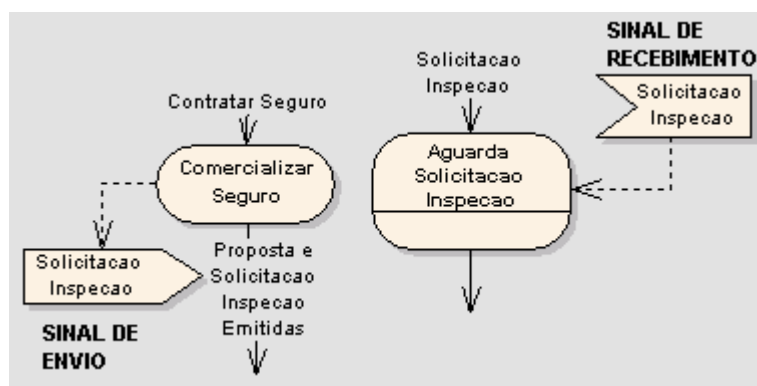 SINAL DE
RECEBIMENTO
Solicitacao
Inspecao
Solicitacao
Inspecao
Contratar Seguro
Comercializar
Seguro
Aguarda
Solicitacao
Inspecao
Solicitacao
Inspecao
Proposta e
Solicitacao
Inspecao
Emitidas
SINAL DE
ENVIO